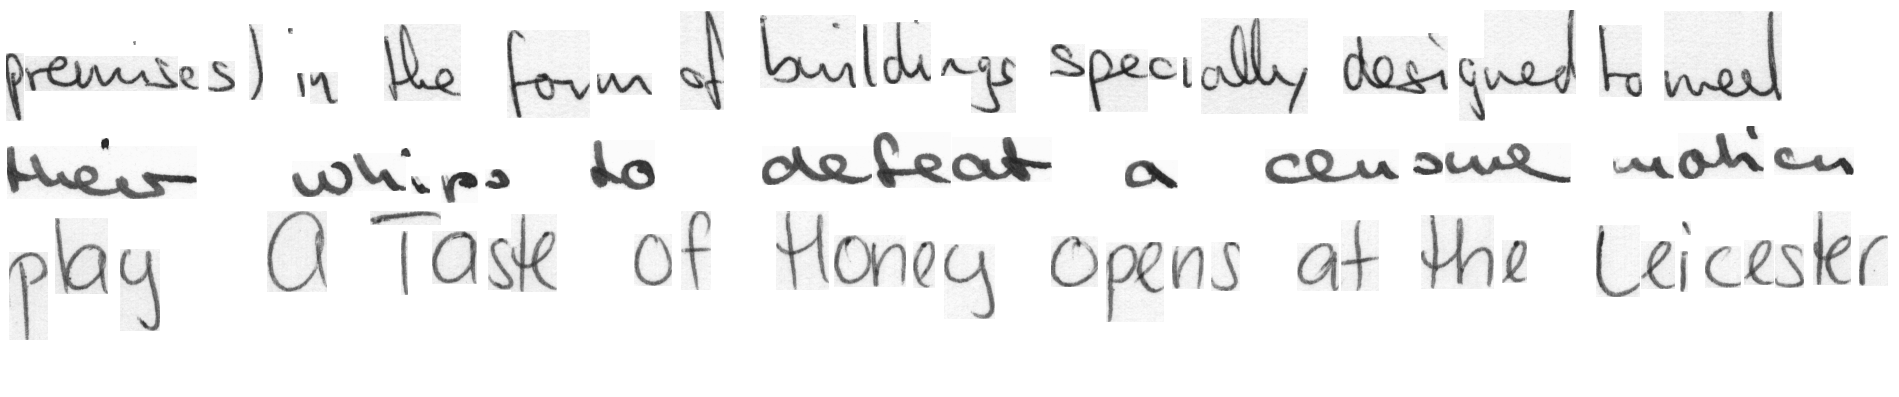 premises) in the form of buildings specially designed to meet
their whips to defeat a censure motion
play A Taste of Honey opens at the Leicester